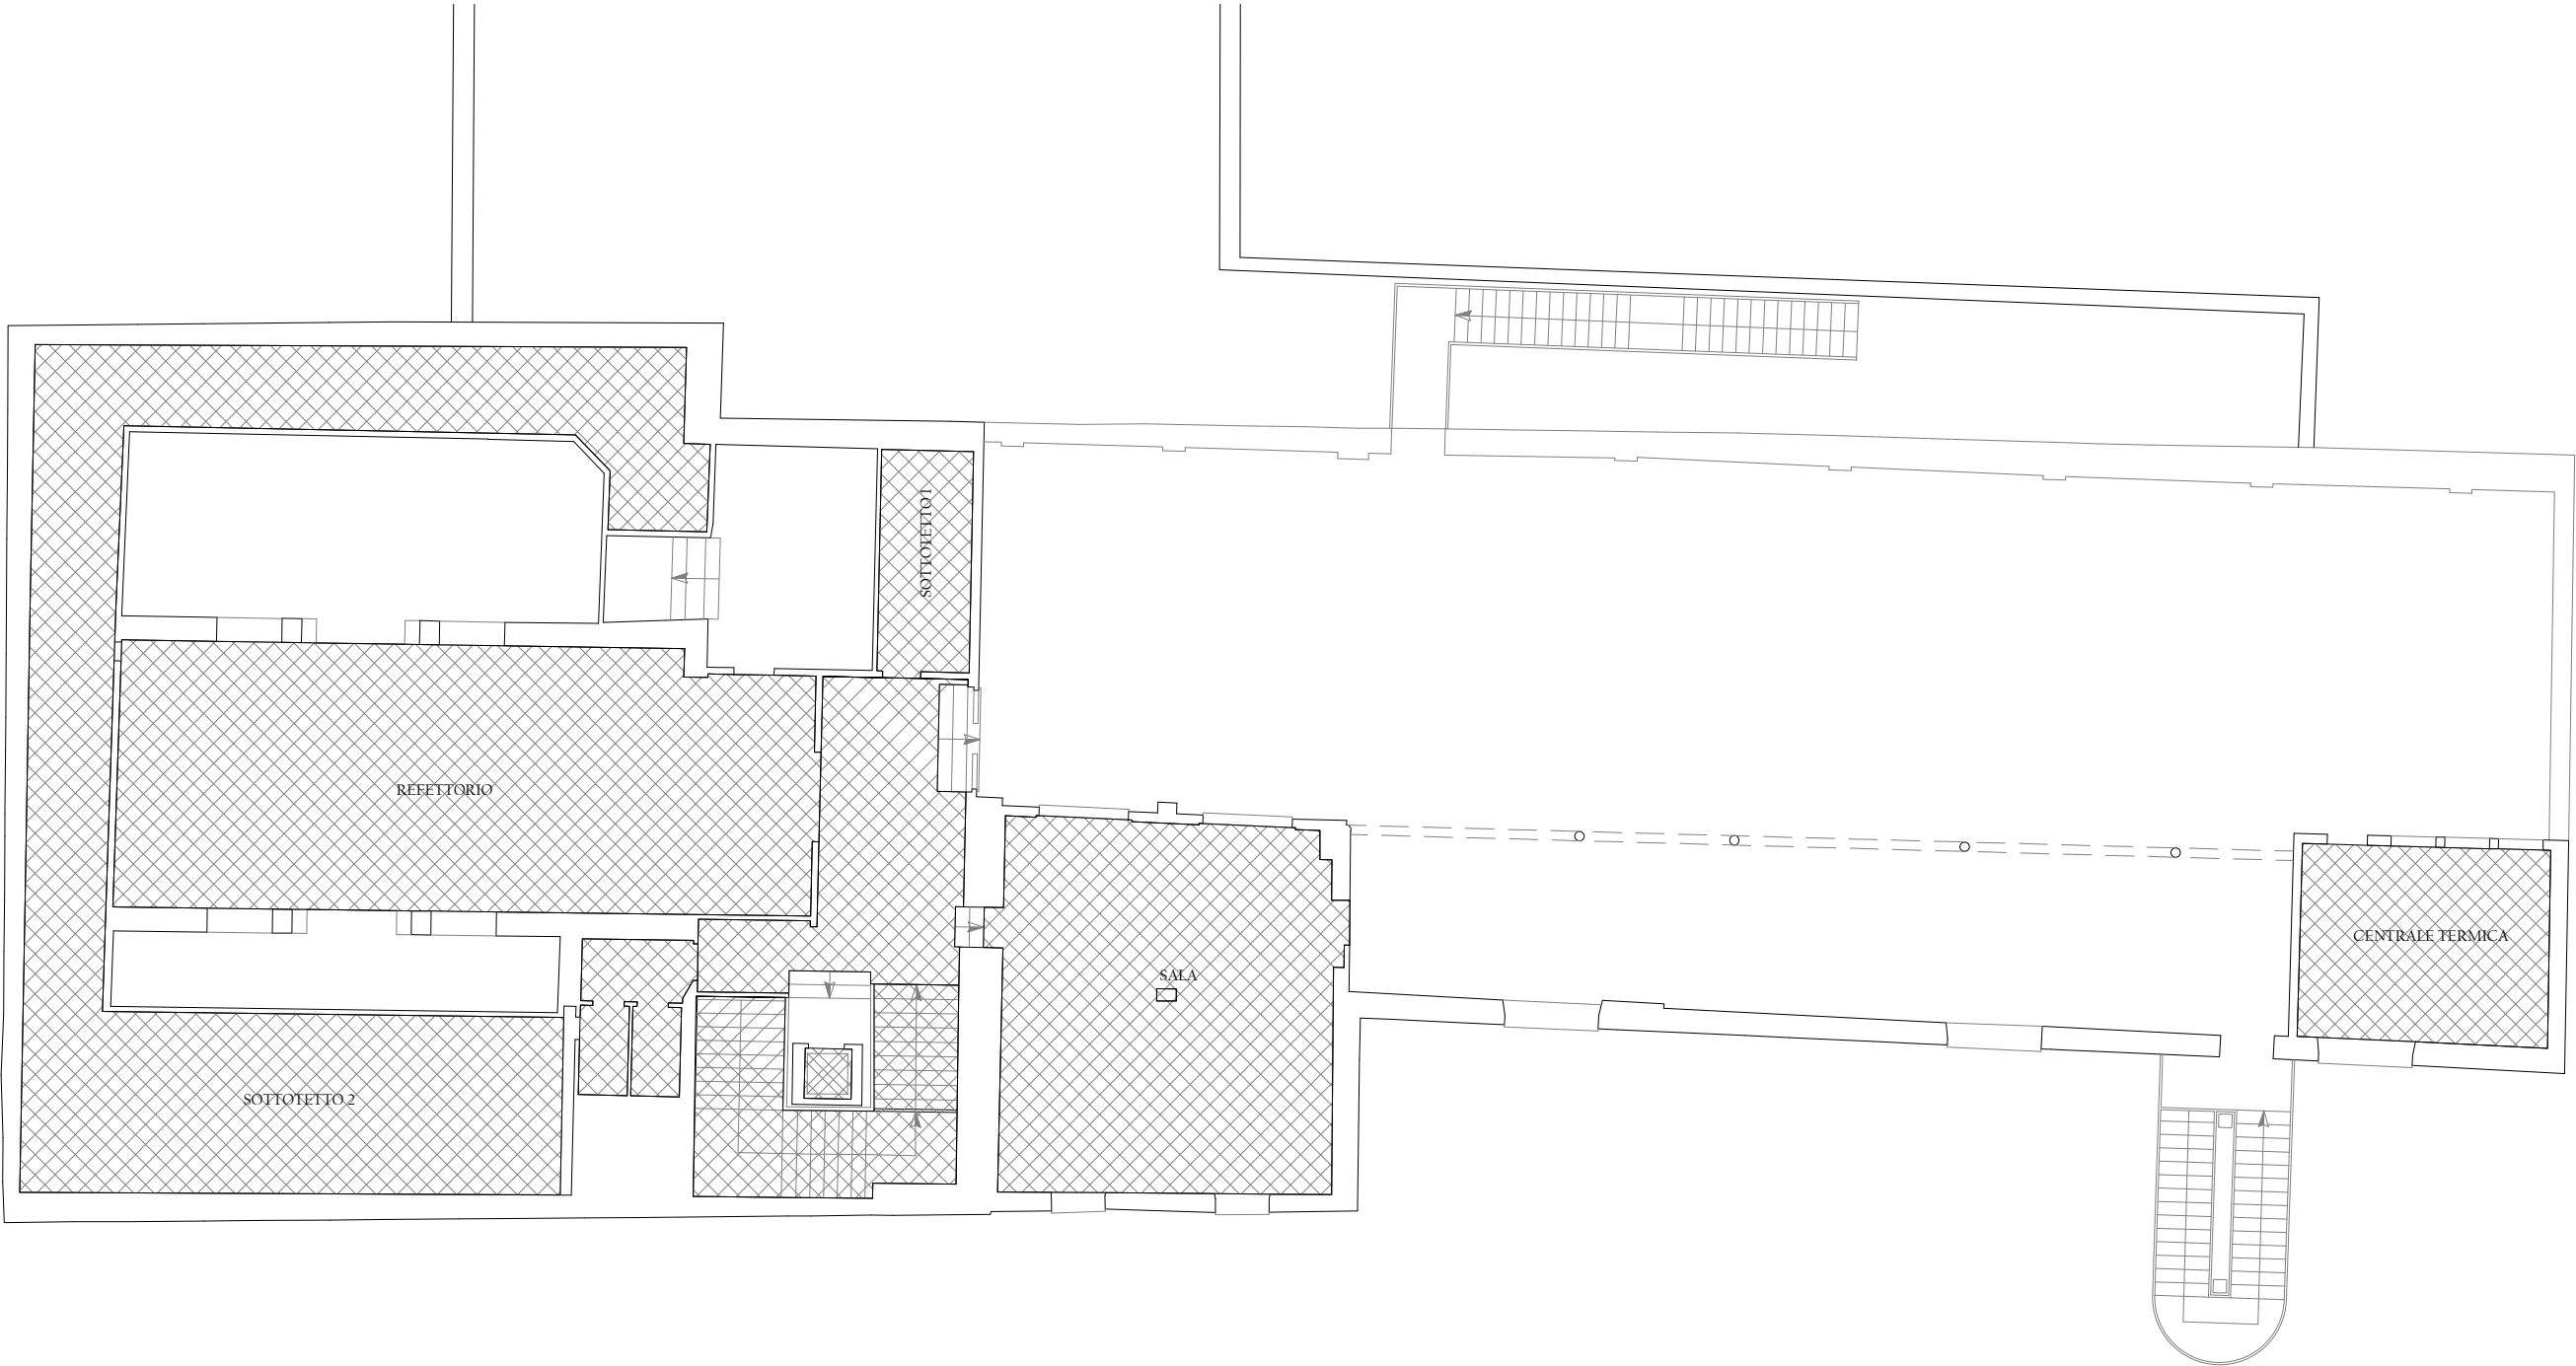 SOTTOTETTO 1
REFETTORIO
CENTRALE TERMICA
SALA
SOTTOTETTO 2